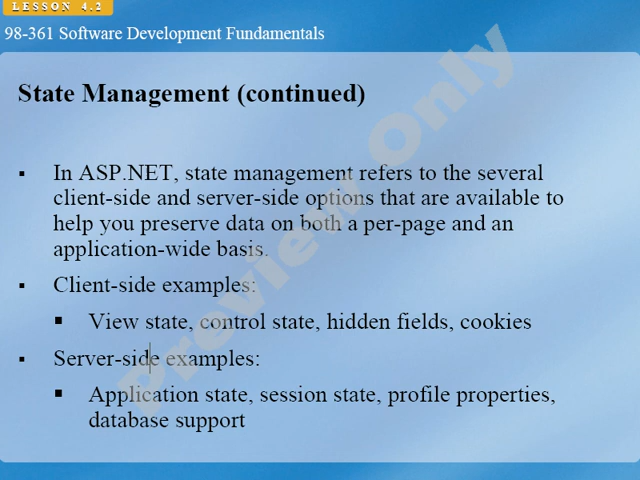 LESSON 4.2
98-361 Software Development Fundamentals
State Management (continued)
▪ In ASP.NET, state management refers to the several
client-side and server-side options that are available to
help you preserve data on both a per-page and an
application-wide basis.
▪ Client-side examples:
▪ View state, control state, hidden fields, cookies
▪ Server-side examples:
▪ Application state, session state, profile properties,
database support
Preview Only